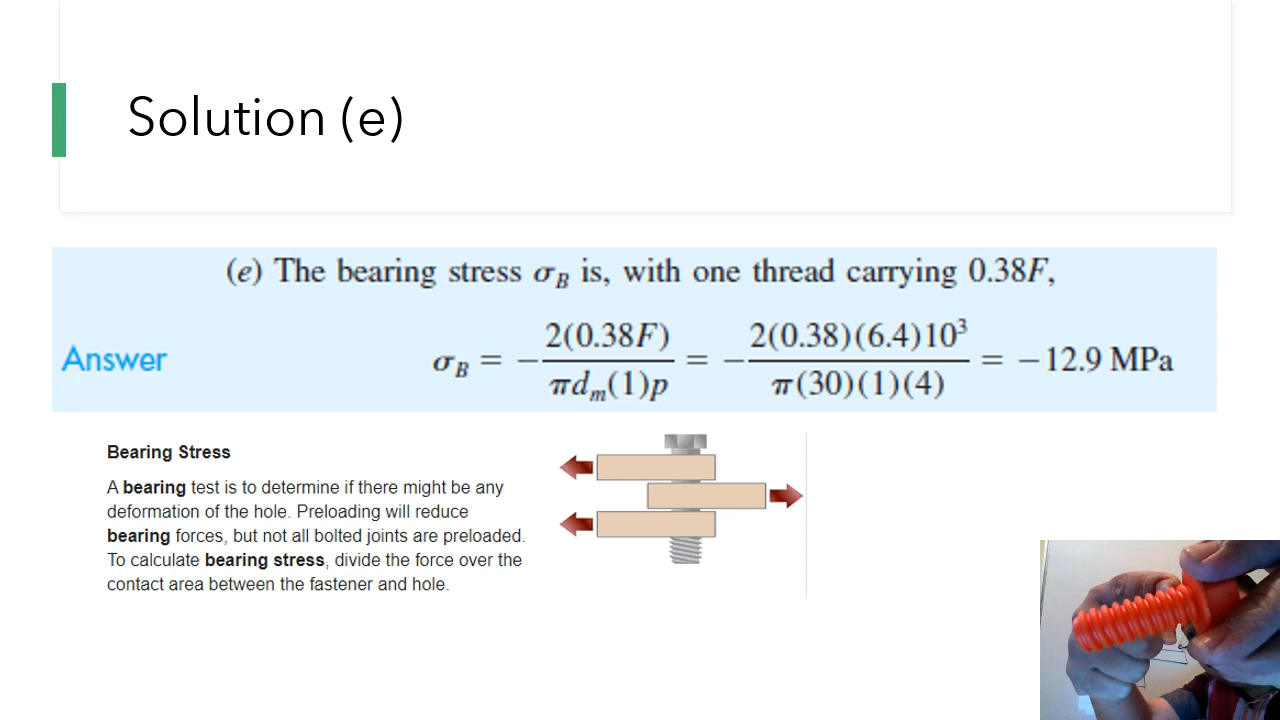 Solution (e)
(e) The bearing stress σ_B is, with one thread carrying 0.38F,
Answer σ_B = −2(0.38F)/πd_m(1)p = −2(0.38)(6.4)10³/π(30)(1)(4) = −12.9 MPa
Bearing Stress
A bearing test is to determine if there might be any
deformation of the hole. Preloading will reduce
bearing forces, but not all bolted joints are preloaded.
To calculate bearing stress, divide the force over the
contact area between the fastener and hole.